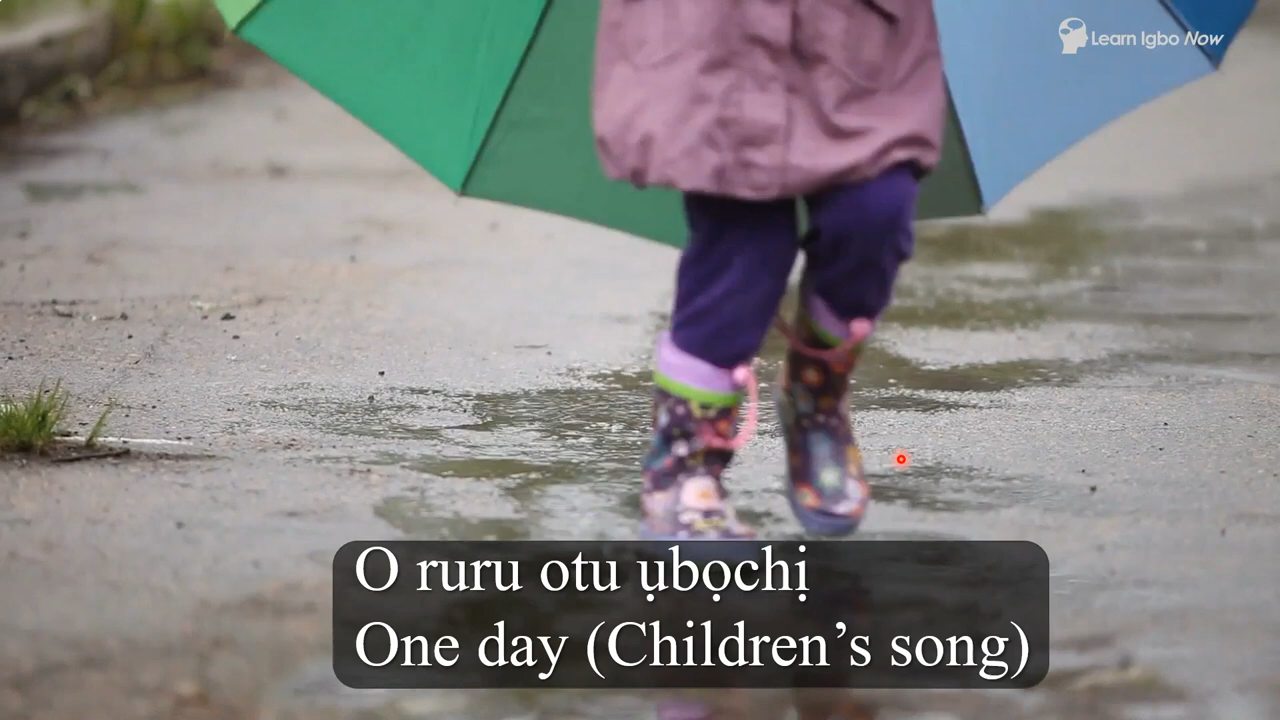 Learn Igbo Now
O ruru otu ụbọchị
One day (Children's song)